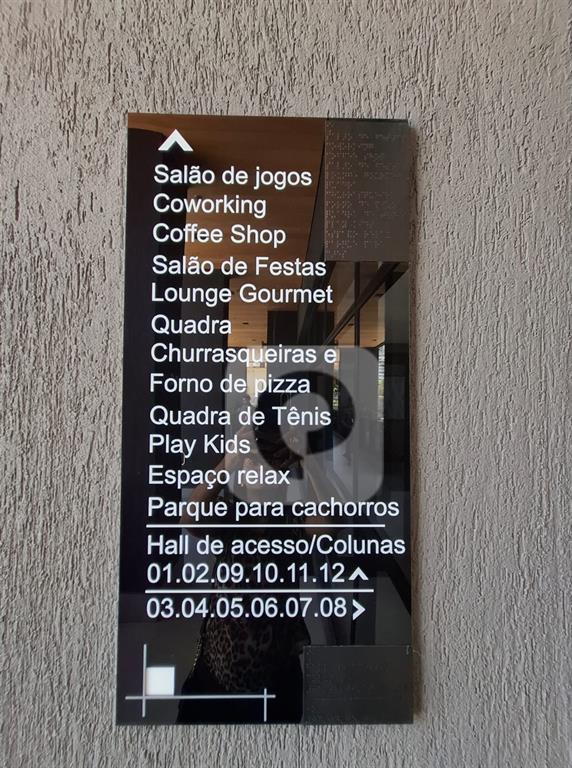 Salão de jogos
Coworking
Coffee Shop
Salão de Festas
Lounge Gourmet
Quadra
Churrasqueiras e
Forno de pizza
Quadra de Tênis
Play Kids
Espaço relax
Parque para cachorros
Hall de acesso/Colunas
01.02.09.10.11.12
03.04.05.06.07.08